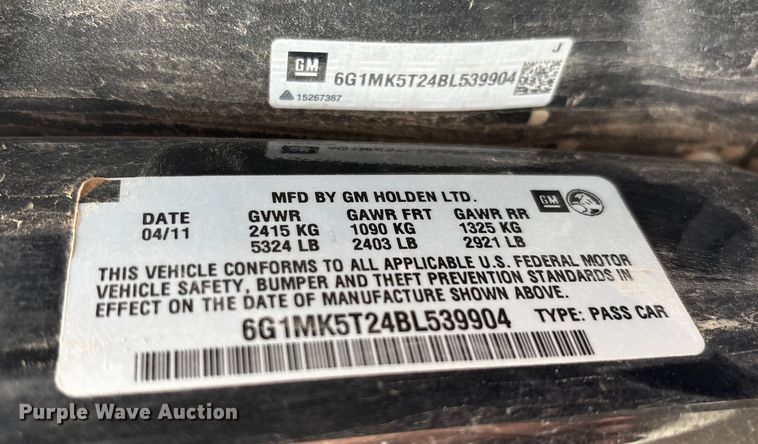 J
GM
6G1MK5T24BL539904
15267367
MFD BY GM HOLDEN LTD.
GM
DATE GVWR GAWR FRT GAWR RR
04/11 2415 KG 1090 KG 1325 KG
5324 LB 2403 LB 2921 LB
THIS VEHICLE CONFORMS TO ALL APPLICABLE U.S. FEDERAL MOTOR
VEHICLE SAFETY, BUMPER AND THEFT PREVENTION STANDARDS IN
EFFECT ON THE DATE OF MANUFACTURE SHOWN ABOVE.
6G1MK5T24BL539904 TYPE: PASS CAR
Purple Wave Auction